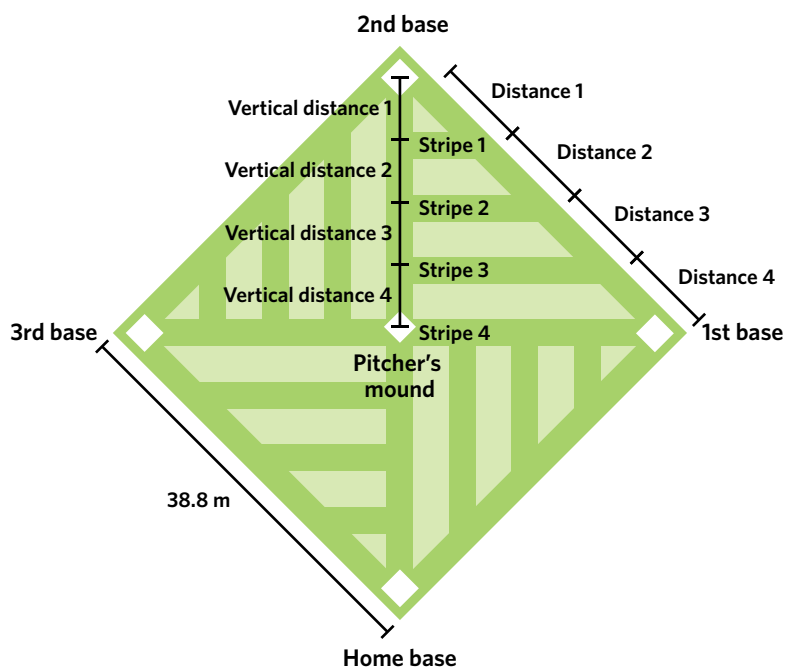 2nd base
Distance 1
Vertical distance 1
Stripe 1
Distance 2
Vertical distance 2
Stripe 2
Distance 3
Vertical distance 3
Stripe 3
Distance 4
Vertical distance 4
3rd base
Stripe 4
1st base
Pitcher's
mound
38.8 m
Home base